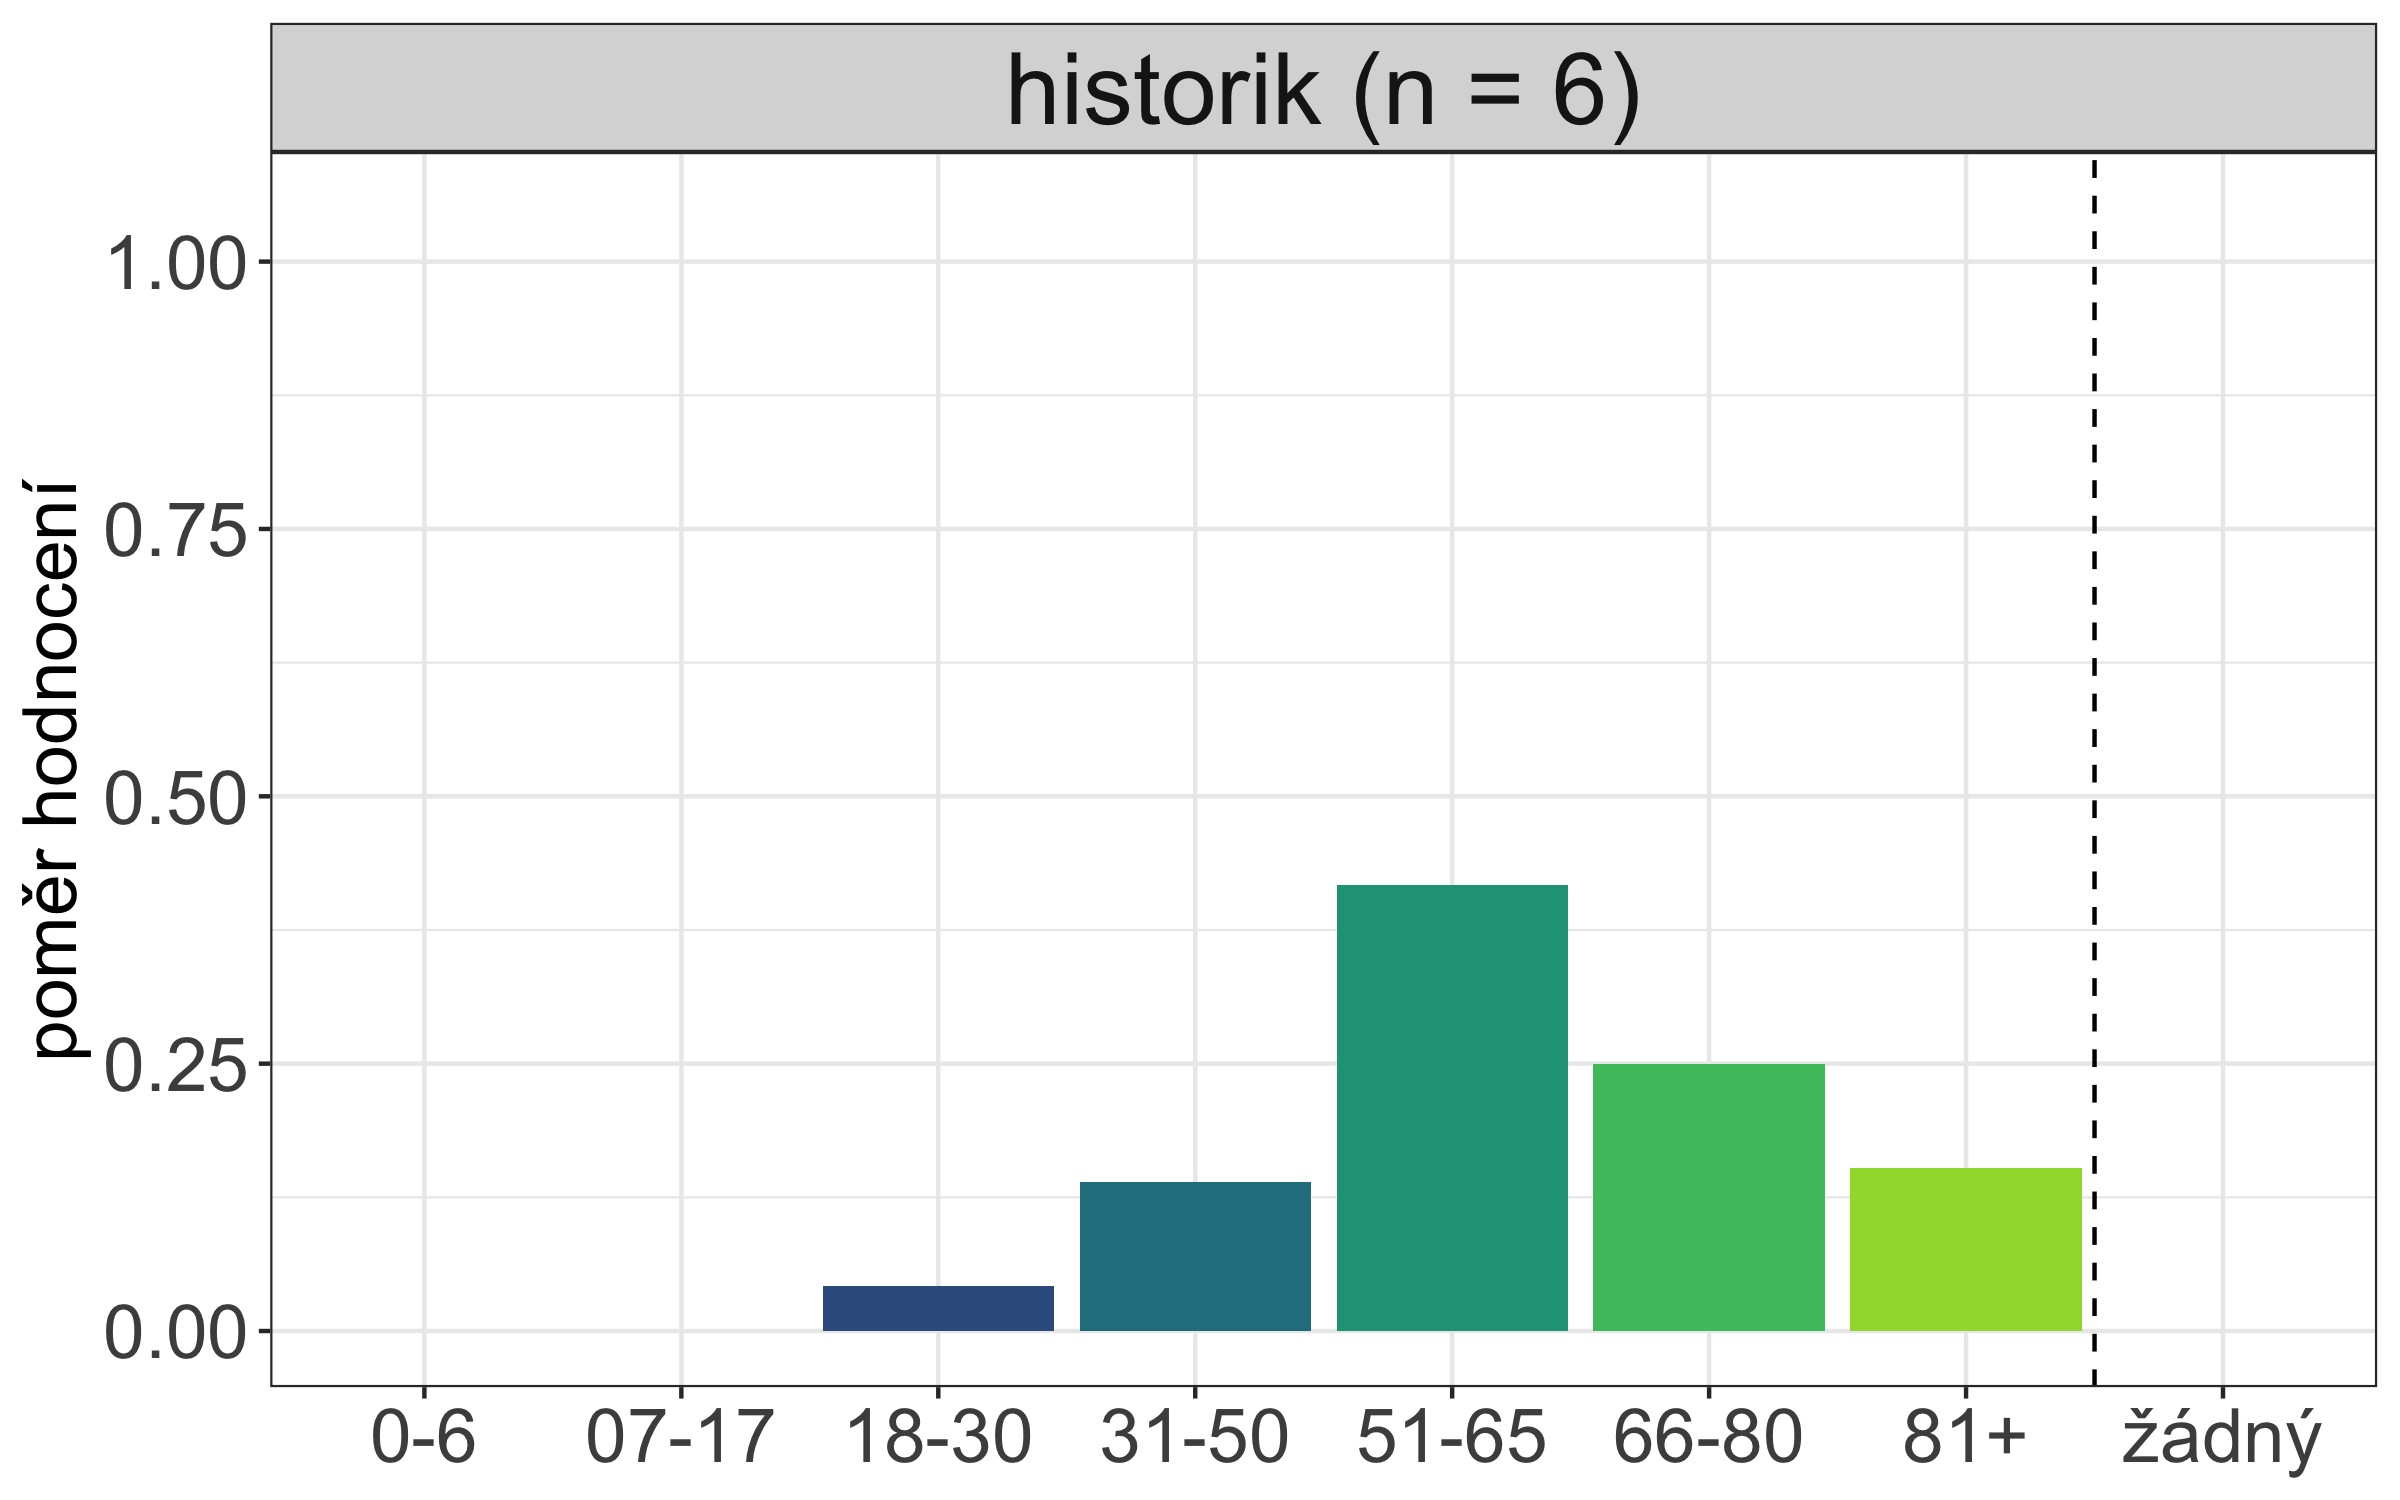 historik (n = 6)
poměr hodnocení
1.00
0.75
0.50
0.25
0.00
0-6 07-17 18-30 31-50 51-65 66-80 81+ žádný